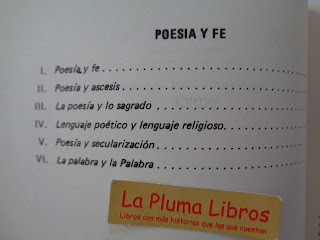 POESIA Y FE
I. Poesía y fe . . . . . . . . . . . . . . . . . . . . . . . . . . . . .
II. Poesía y ascesis . . . . . . . . . . . . . . . . . . . . . . . .
III. La poesía y lo sagrado . . . . . . . . . . . . . . . . . . .
IV. Lenguaje poético y lenguaje religioso. . . . . . . . . .
V. Poesía y secularización . . . . . . . . . . . . . . . . . .
VI. La palabra y la Palabra . . . . . . . . . . . . . . . . . .
La Pluma Libros
Libros con más historias que las que cuentan